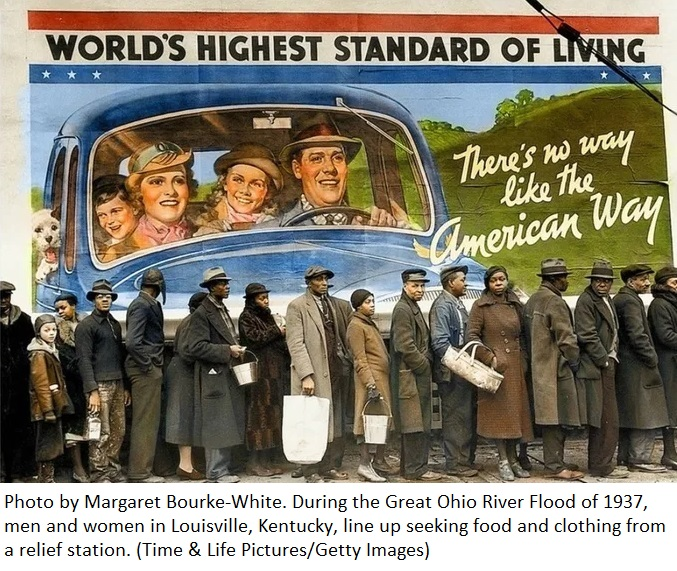 WORLD'S HIGHEST STANDARD OF LIVING
There's no way
like the
American Way
Photo by Margaret Bourke-White. During the Great Ohio River Flood of 1937,
men and women in Louisville, Kentucky, line up seeking food and clothing from
a relief station. (Time & Life Pictures/Getty Images)